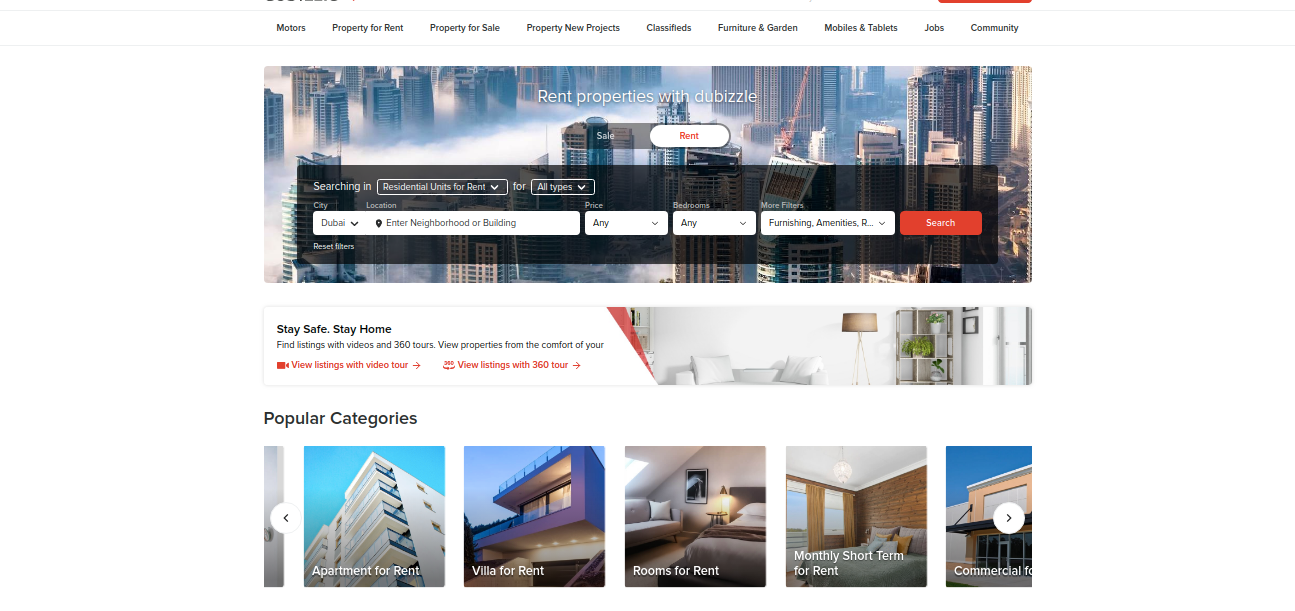 Motors Property for Rent Property for Sale Property New Projects Classifieds Furniture & Garden Mobiles & Tablets Jobs Community
Rent properties with dubizzle
Sale Rent
Searching in Residential Units for Rent for All types
City Location Price Bedrooms More Filters
Dubai Enter Neighborhood or Building Any Any Furnishing, Amenities, R... Search
Reset filters
Stay Safe. Stay Home
Find listings with videos and 360 tours. View properties from the comfort of your
View listings with video tour → 360 View listings with 360 tour →
Popular Categories
Apartment for Rent
Villa for Rent
Rooms for Rent
Monthly Short Term
for Rent
Commercial fo